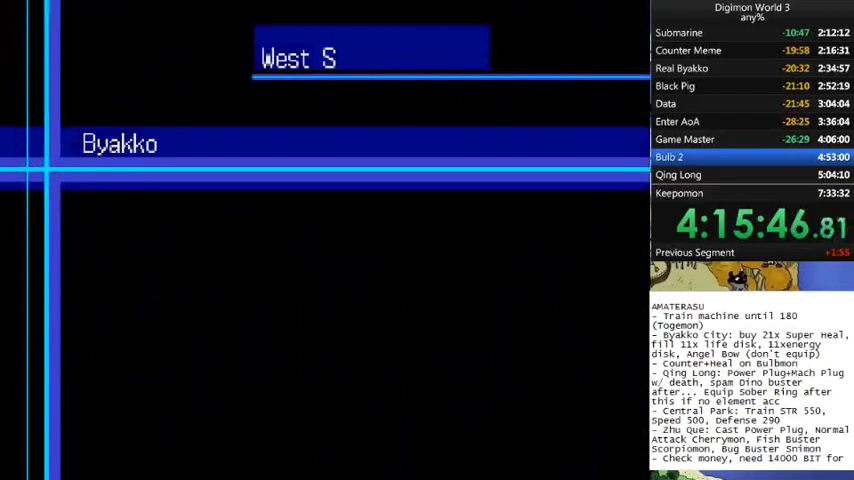 West S
Byakko
Digimon World 3
any%
Submarine -10:47 2:12:12
Counter Meme -19:58 2:16:31
Real Byakko -20:32 2:34:57
Black Pig -21:10 2:52:19
Data -21:45 3:04:04
Enter AoA -28:25 3:36:04
Game Master -26:29 4:06:00
Bulb 2 4:53:00
Qing Long 5:04:10
Keepomon 7:33:32
4:15:46.81
Previous Segment +1:55
AMATERASU
- Train machine until 180
(Togemon)
- Byakko City: buy 21x Super Heal,
fill 11x life disk, 11xenergy
disk, Angel Bow (don't equip)
- Counter+Heal on Bulbmon
- Qing Long: Power Plug+Mach Plug
w/ death, spam Dino buster
after... Equip Sober Ring after
this if no element acc
- Central Park: Train STR 550,
Speed 500, Defense 290
- Zhu Que: Cast Power Plug, Normal
Attack Cherrymon, Fish Buster
Scorpiomon, Bug Buster Snimon
- Check money, need 14000 BIT for